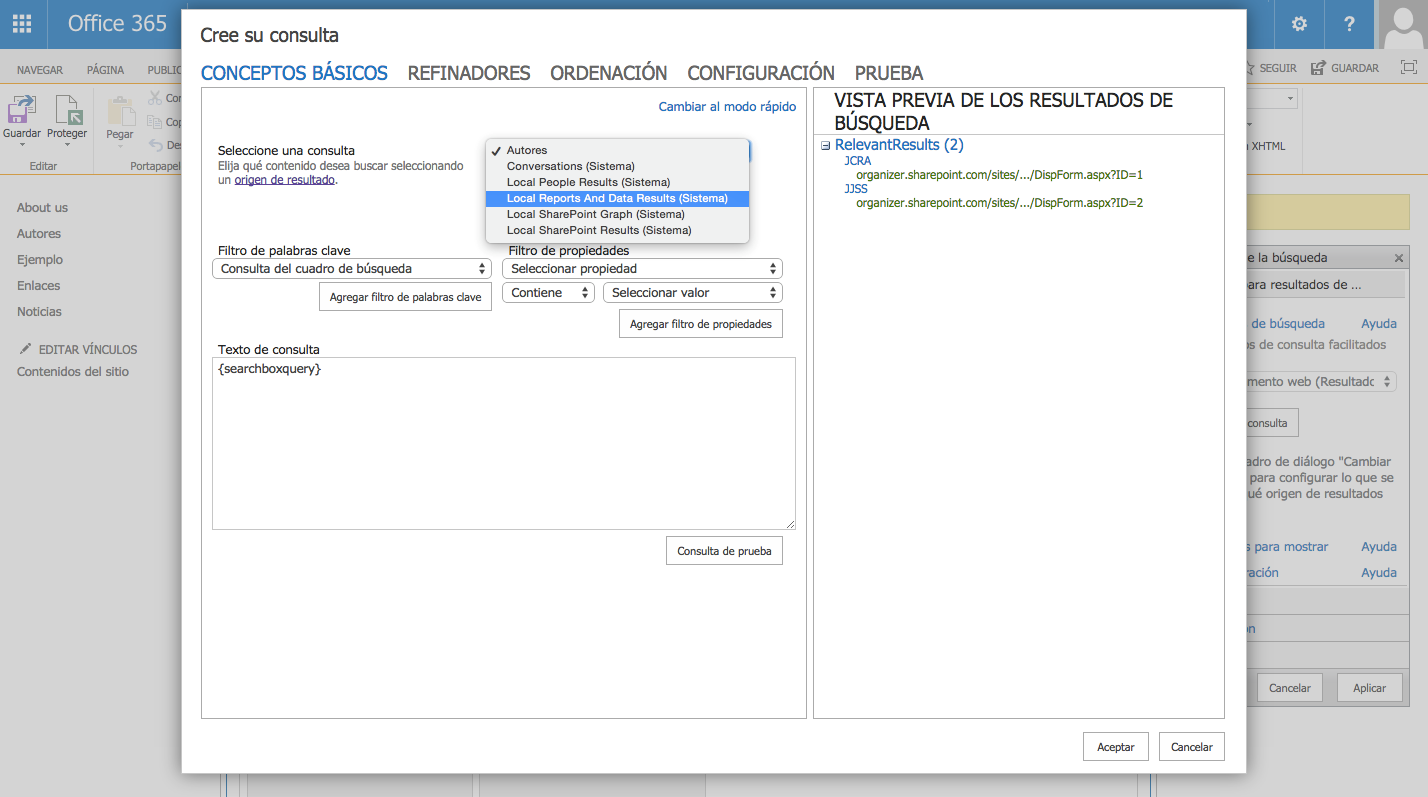 Office 365
?
NAVEGAR
PÁGINA
PUBLIC
SEGUIR
GUARDAR
Guardar
Proteger
Pegar
Cor
Cop
Des
Editar
Portapapel
XHTML
About us
Autores
Ejemplo
Enlaces
Noticias
EDITAR VÍNCULOS
Contenidos del sitio
Cree su consulta
CONCEPTOS BÁSICOS
REFINADORES
ORDENACIÓN
CONFIGURACIÓN
PRUEBA
Cambiar al modo rápido
Seleccione una consulta
Elija qué contenido desea buscar seleccionando
un origen de resultado.
✓ Autores
Conversations (Sistema)
Local People Results (Sistema)
Local Reports And Data Results (Sistema)
Local SharePoint Graph (Sistema)
Local SharePoint Results (Sistema)
Filtro de palabras clave
Consulta del cuadro de búsqueda
Agregar filtro de palabras clave
Filtro de propiedades
Seleccionar propiedad
Contiene
Seleccionar valor
Agregar filtro de propiedades
Texto de consulta
{searchboxquery}
Consulta de prueba
VISTA PREVIA DE LOS RESULTADOS DE
BÚSQUEDA
RelevantResults (2)
JCRA
organizer.sharepoint.com/sites/.../DispForm.aspx?ID=1
JJSS
organizer.sharepoint.com/sites/.../DispForm.aspx?ID=2
Aceptar
Cancelar
e la búsqueda
ara resultados de ...
de búsqueda
Ayuda
os de consulta facilitados
mento web (Resultadc
consulta
adro de diálogo "Cambiar
para configurar lo que se
ué origen de resultados
s para mostrar
Ayuda
ración
Ayuda
ón
Cancelar
Aplicar